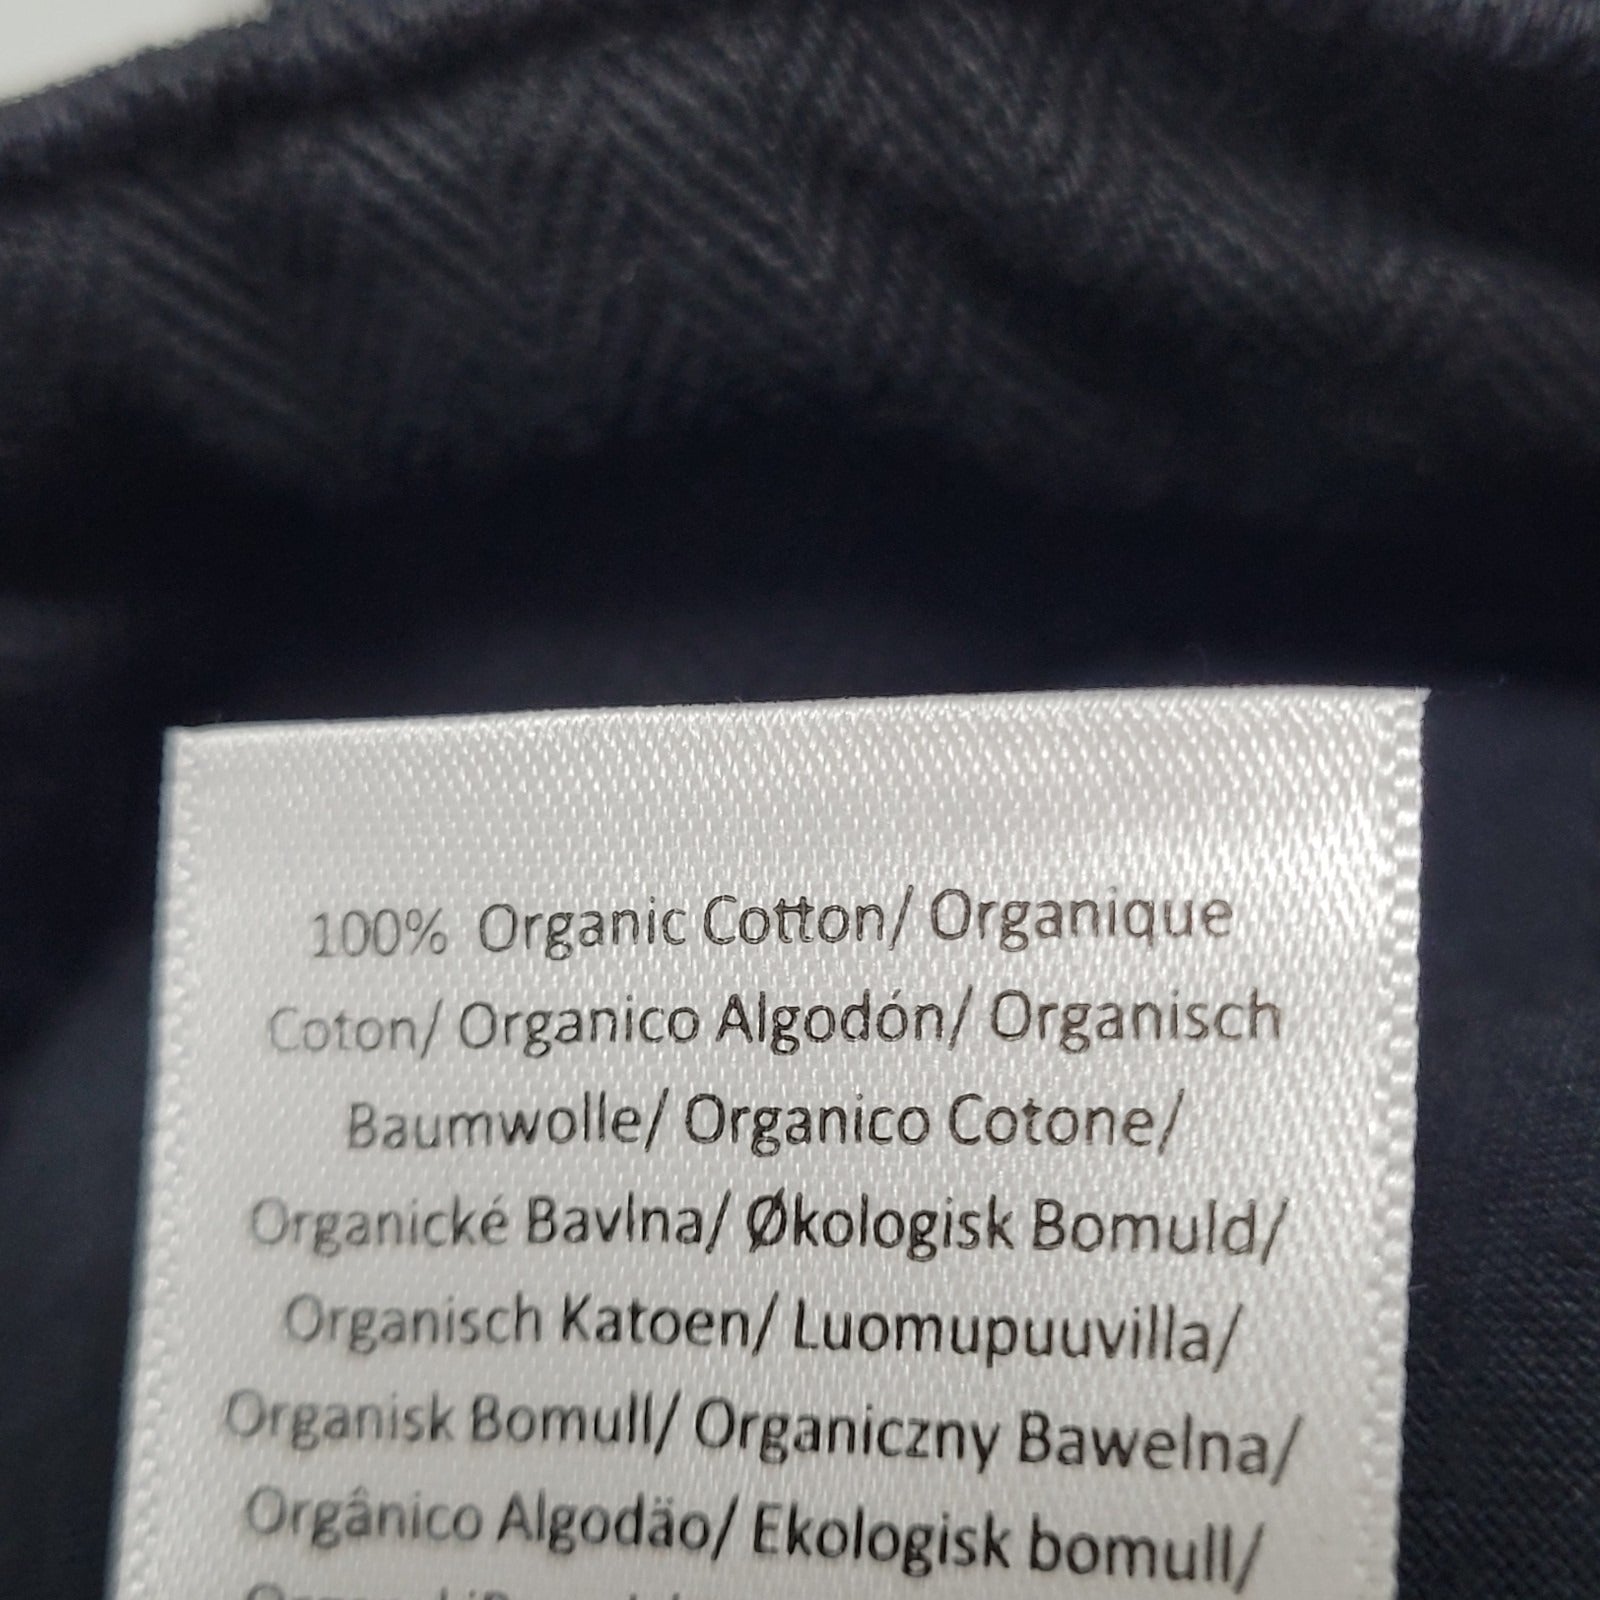 100% Organic Cotton/ Organique
Coton/ Organico Algodón/ Organisch
Baumwolle/ Organico Cotone/
Organické Bavlna/ Økologisk Bomuld/
Organisch Katoen/ Luomupuuvilla/
Organisk Bomull/ Organiczny Bawelna/
Orgânico Algodäo/ Ekologisk bomull/